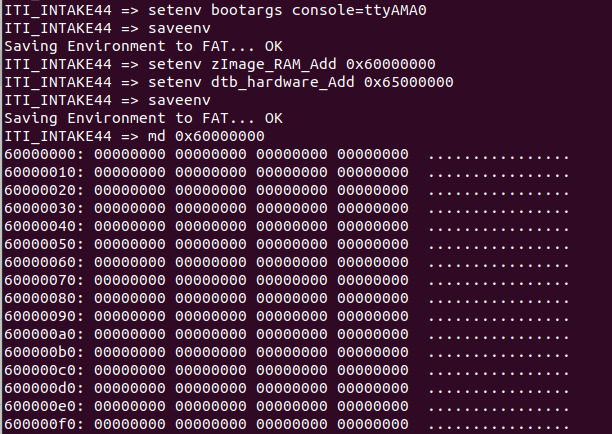 ITI_INTAKE44 => setenv bootargs console=ttyAMA0
ITI_INTAKE44 => saveenv
Saving Environment to FAT... OK
ITI_INTAKE44 => setenv zImage_RAM_Add 0x60000000
ITI_INTAKE44 => setenv dtb_hardware_Add 0x65000000
ITI_INTAKE44 => saveenv
Saving Environment to FAT... OK
ITI_INTAKE44 => md 0x60000000
60000000: 00000000 00000000 00000000 00000000  ................
60000010: 00000000 00000000 00000000 00000000  ................
60000020: 00000000 00000000 00000000 00000000  ................
60000030: 00000000 00000000 00000000 00000000  ................
60000040: 00000000 00000000 00000000 00000000  ................
60000050: 00000000 00000000 00000000 00000000  ................
60000060: 00000000 00000000 00000000 00000000  ................
60000070: 00000000 00000000 00000000 00000000  ................
60000080: 00000000 00000000 00000000 00000000  ................
60000090: 00000000 00000000 00000000 00000000  ................
600000a0: 00000000 00000000 00000000 00000000  ................
600000b0: 00000000 00000000 00000000 00000000  ................
600000c0: 00000000 00000000 00000000 00000000  ................
600000d0: 00000000 00000000 00000000 00000000  ................
600000e0: 00000000 00000000 00000000 00000000  ................
600000f0: 00000000 00000000 00000000 00000000  ................